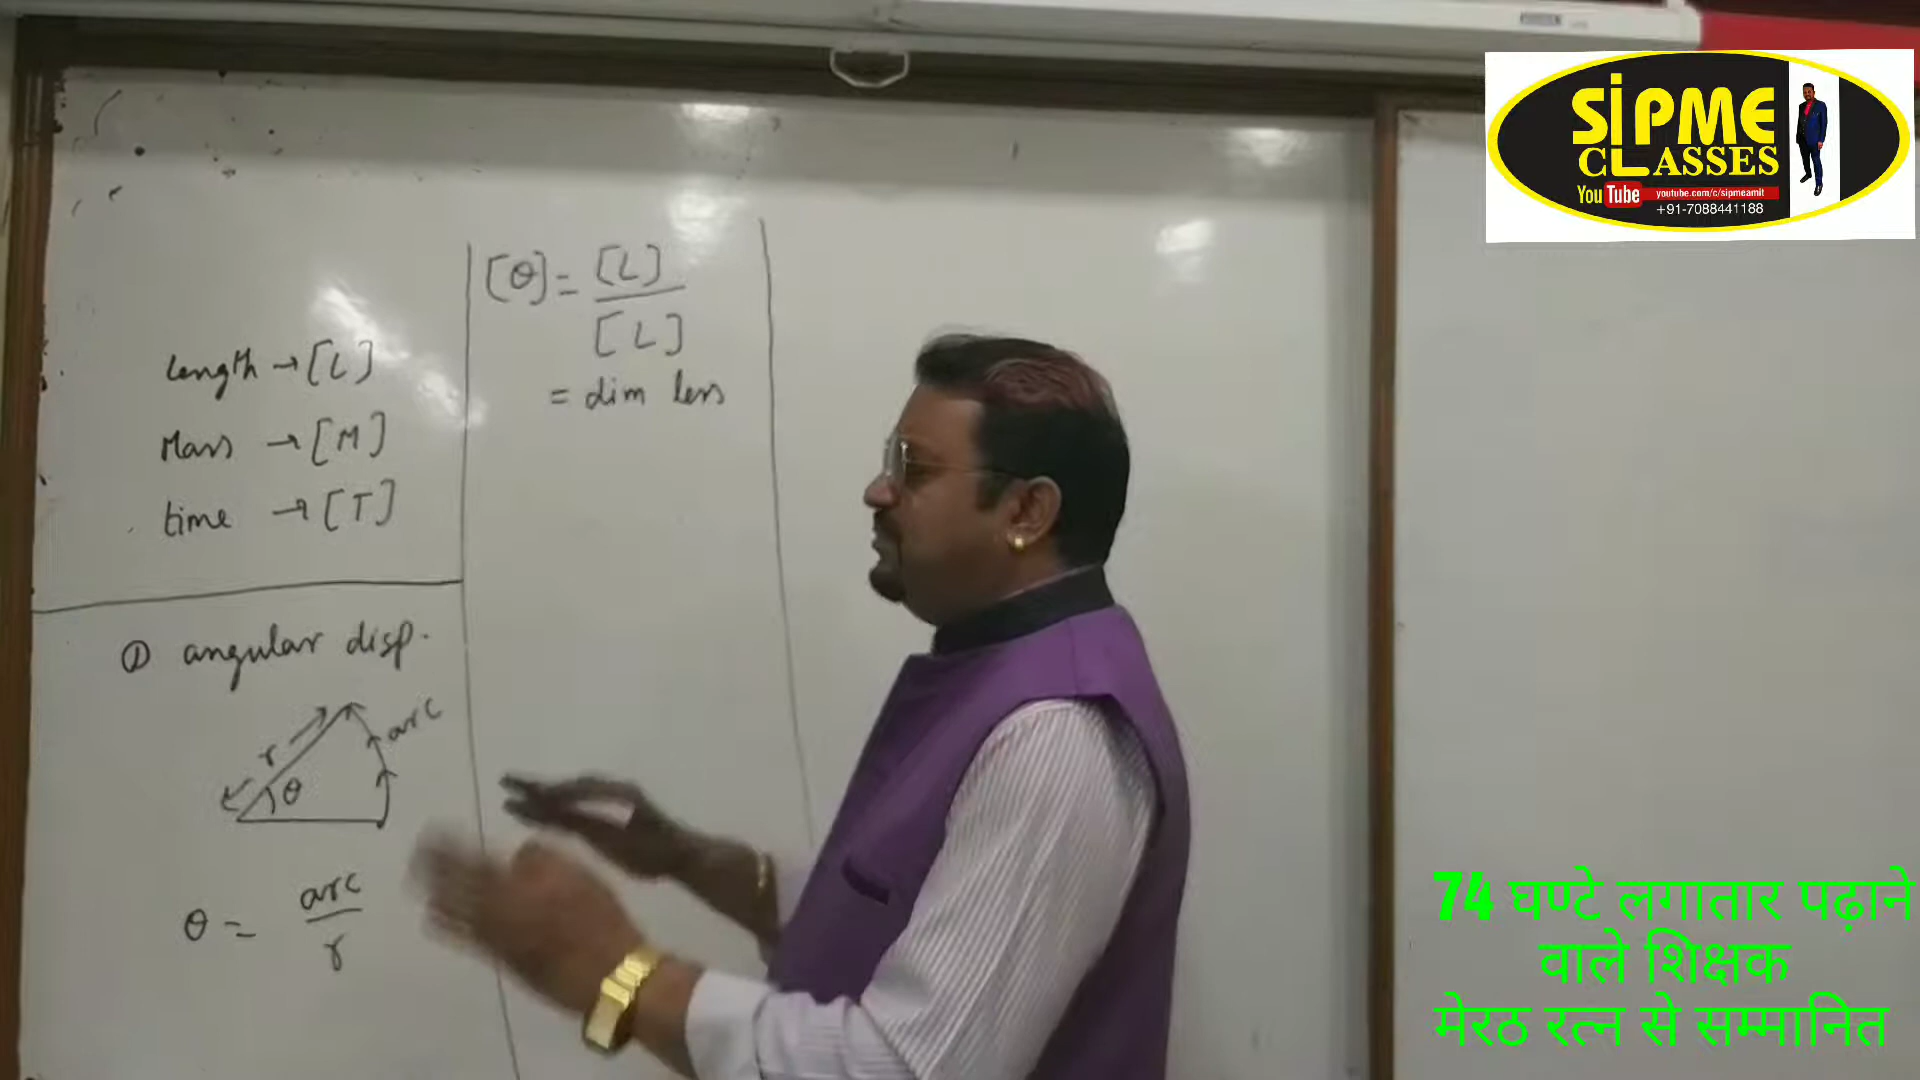 Length → [L]
Mass → [M]
time → [T]
① angular disp.
r
θ
arc
θ = arc
r
[θ] = [L]
[L]
= dim less
SiPME
CLASSES
YouTube youtube.com/c/sipmeamit
+91-7088441188
74 घण्टे लगातार पढ़ाने
वाले शिक्षक
मेरठ रत्न से सम्मानित